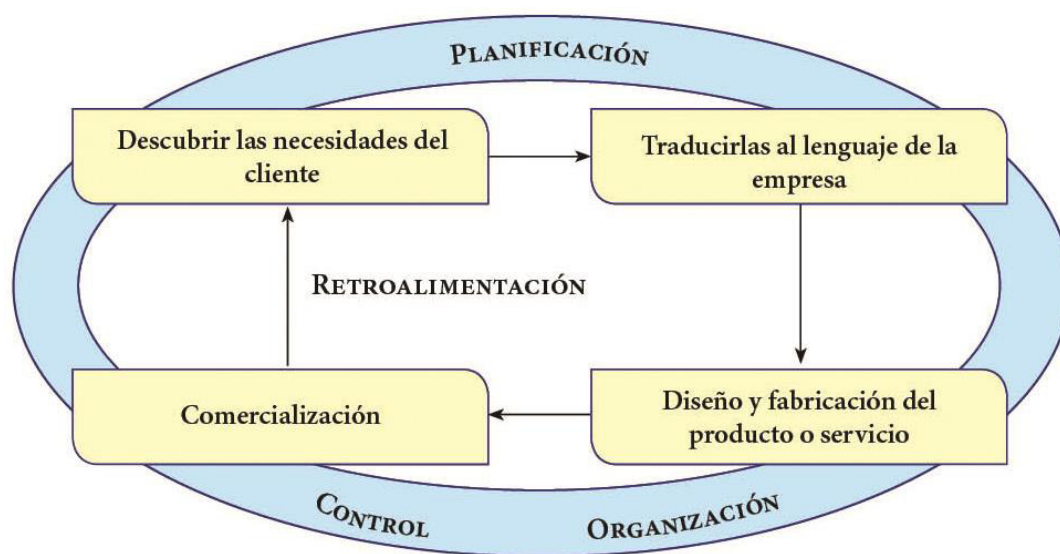 PLANIFICACIÓN
Descubrir las necesidades del
cliente
Traducirlas al lenguaje de la
empresa
RETROALIMENTACIÓN
Comercialización
Diseño y fabricación del
producto o servicio
CONTROL
ORGANIZACIÓN